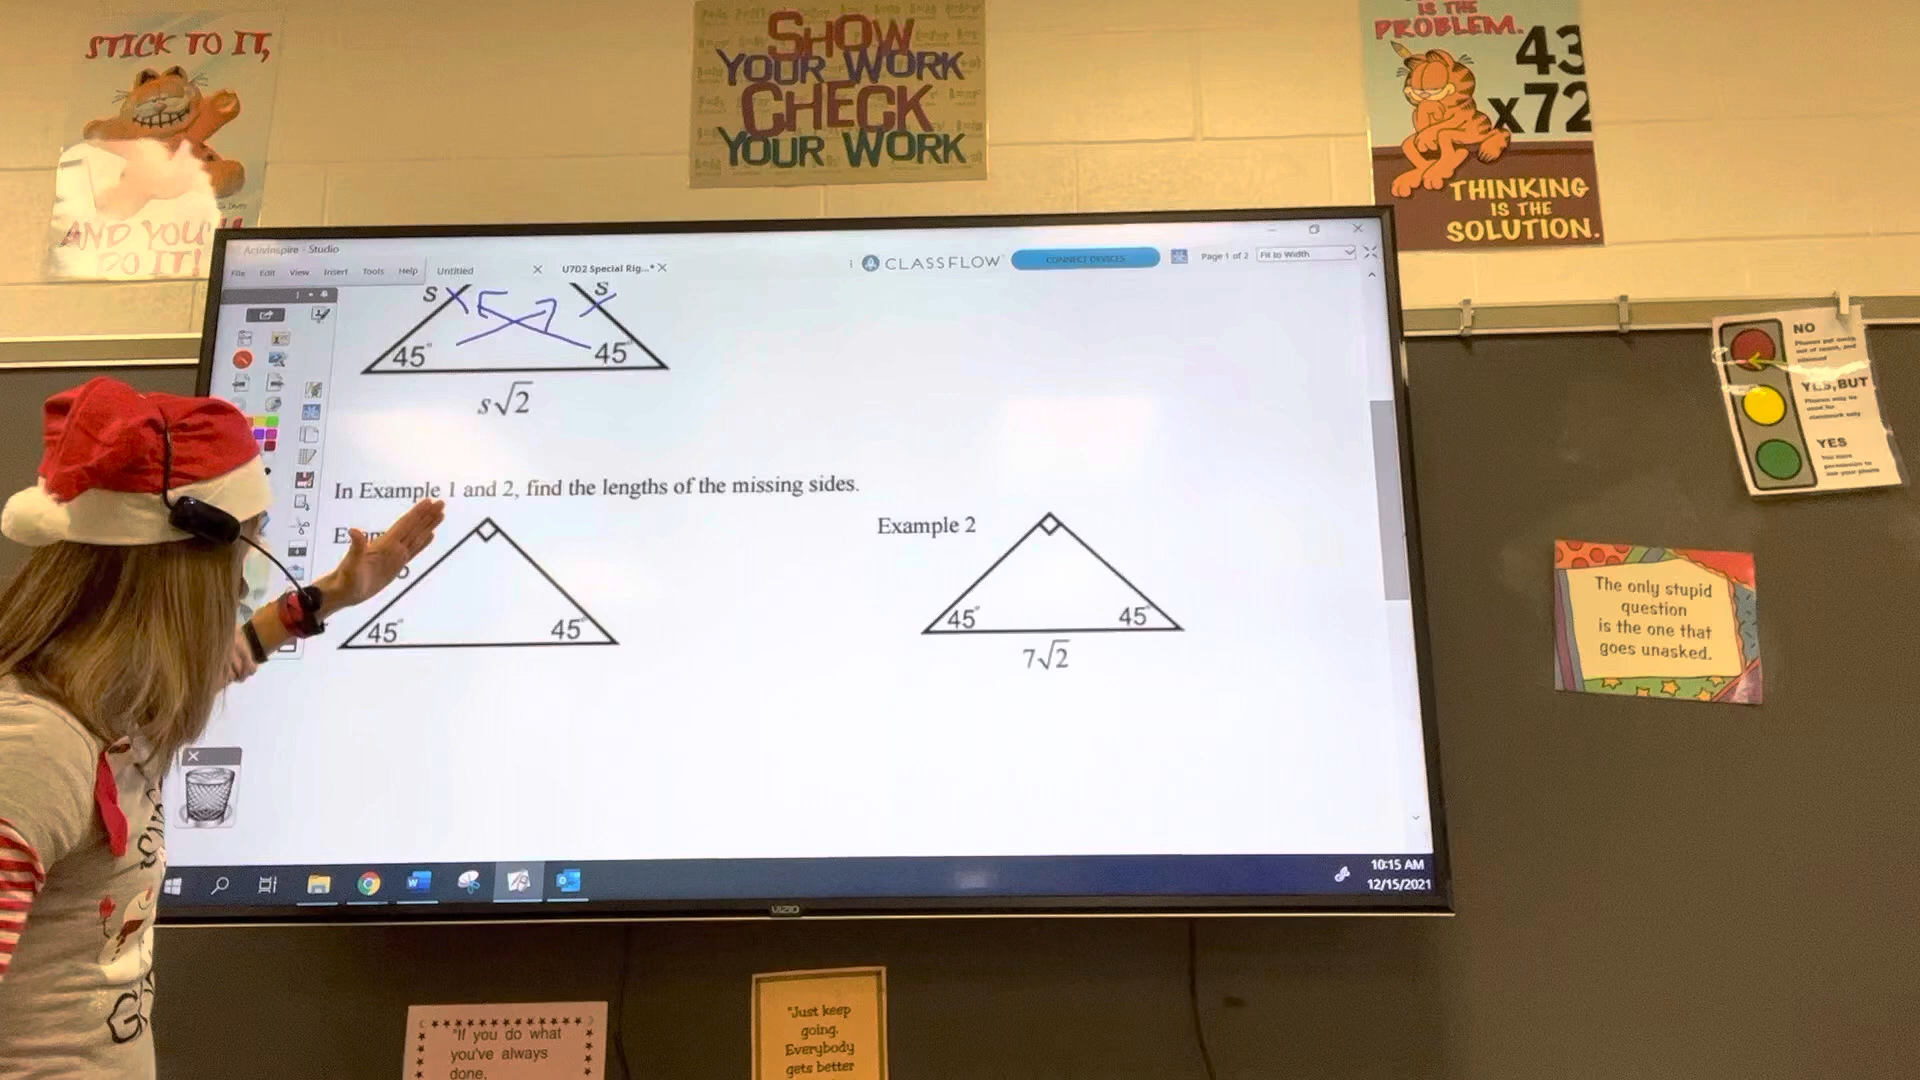 STICK TO IT,
AND YOU'LL
DO IT!
SHOW
YOUR WORK
CHECK
YOUR WORK
IS THE
PROBLEM.
43
x72
THINKING
IS THE
SOLUTION.
ActivInspire - Studio
File Edit View Insert Tools Help
Untitled
U7D2 Special Rig...*
CLASSFLOW
CONNECT DEVICES
Page 1 of 2
Fit to Width
S
S
45°
45°
s√2
In Example 1 and 2, find the lengths of the missing sides.
45°
45°
Example 2
45°
45°
7√2
10:15 AM
12/15/2021
VIZIO
NO
YES, BUT
YES
The only stupid
question
is the one that
goes unasked.
"If you do what
you've always
done,
"Just keep
going.
Everybody
gets better